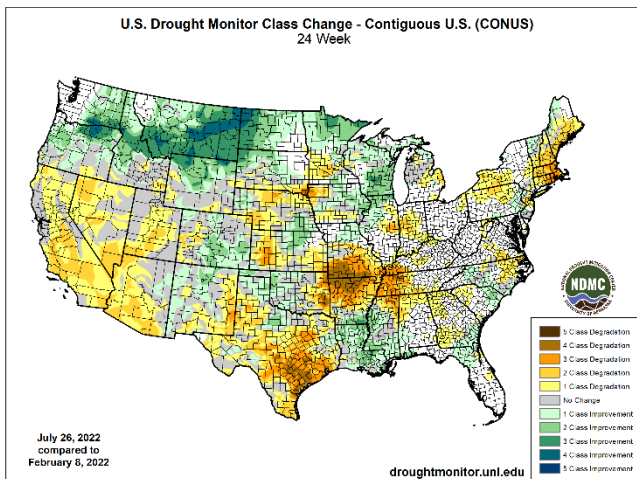 U.S. Drought Monitor Class Change - Contiguous U.S. (CONUS)
24 Week
NDMC
5 Class Degradation
4 Class Degradation
3 Class Degradation
2 Class Degradation
1 Class Degradation
No Change
1 Class Improvement
2 Class Improvement
3 Class Improvement
4 Class Improvement
5 Class Improvement
July 26, 2022
compared to
February 8, 2022
droughtmonitor.unl.edu